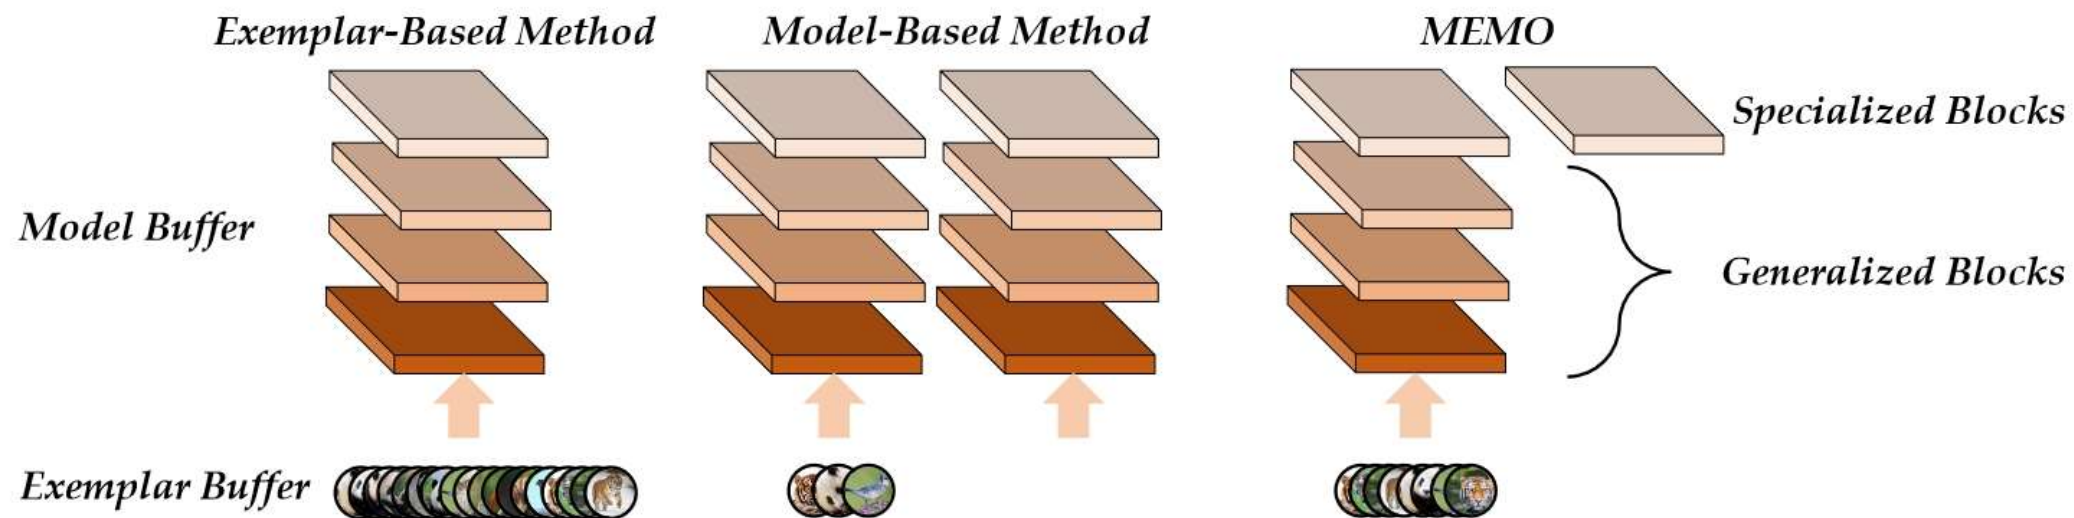 Exemplar-Based Method
Model-Based Method
MEMO
Specialized Blocks
Model Buffer
Generalized Blocks
Exemplar Buffer